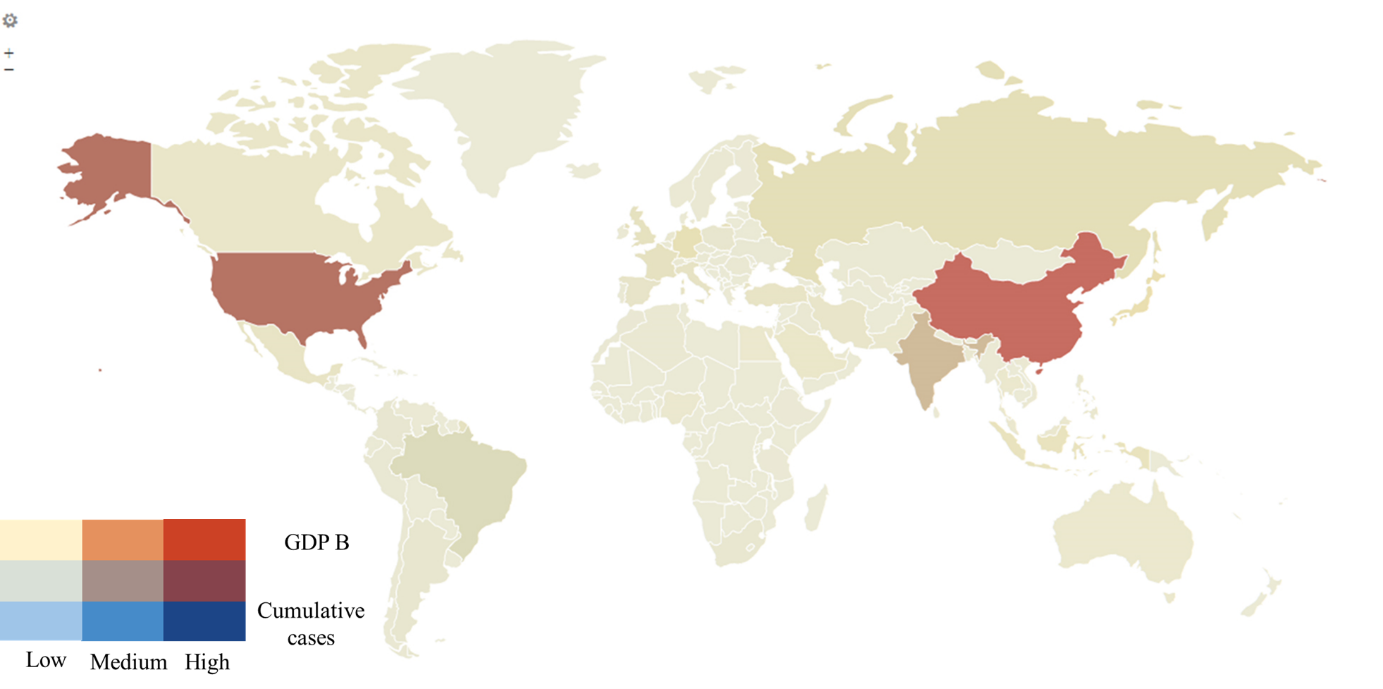 +
−
GDP B
Cumulative
cases
Low Medium High